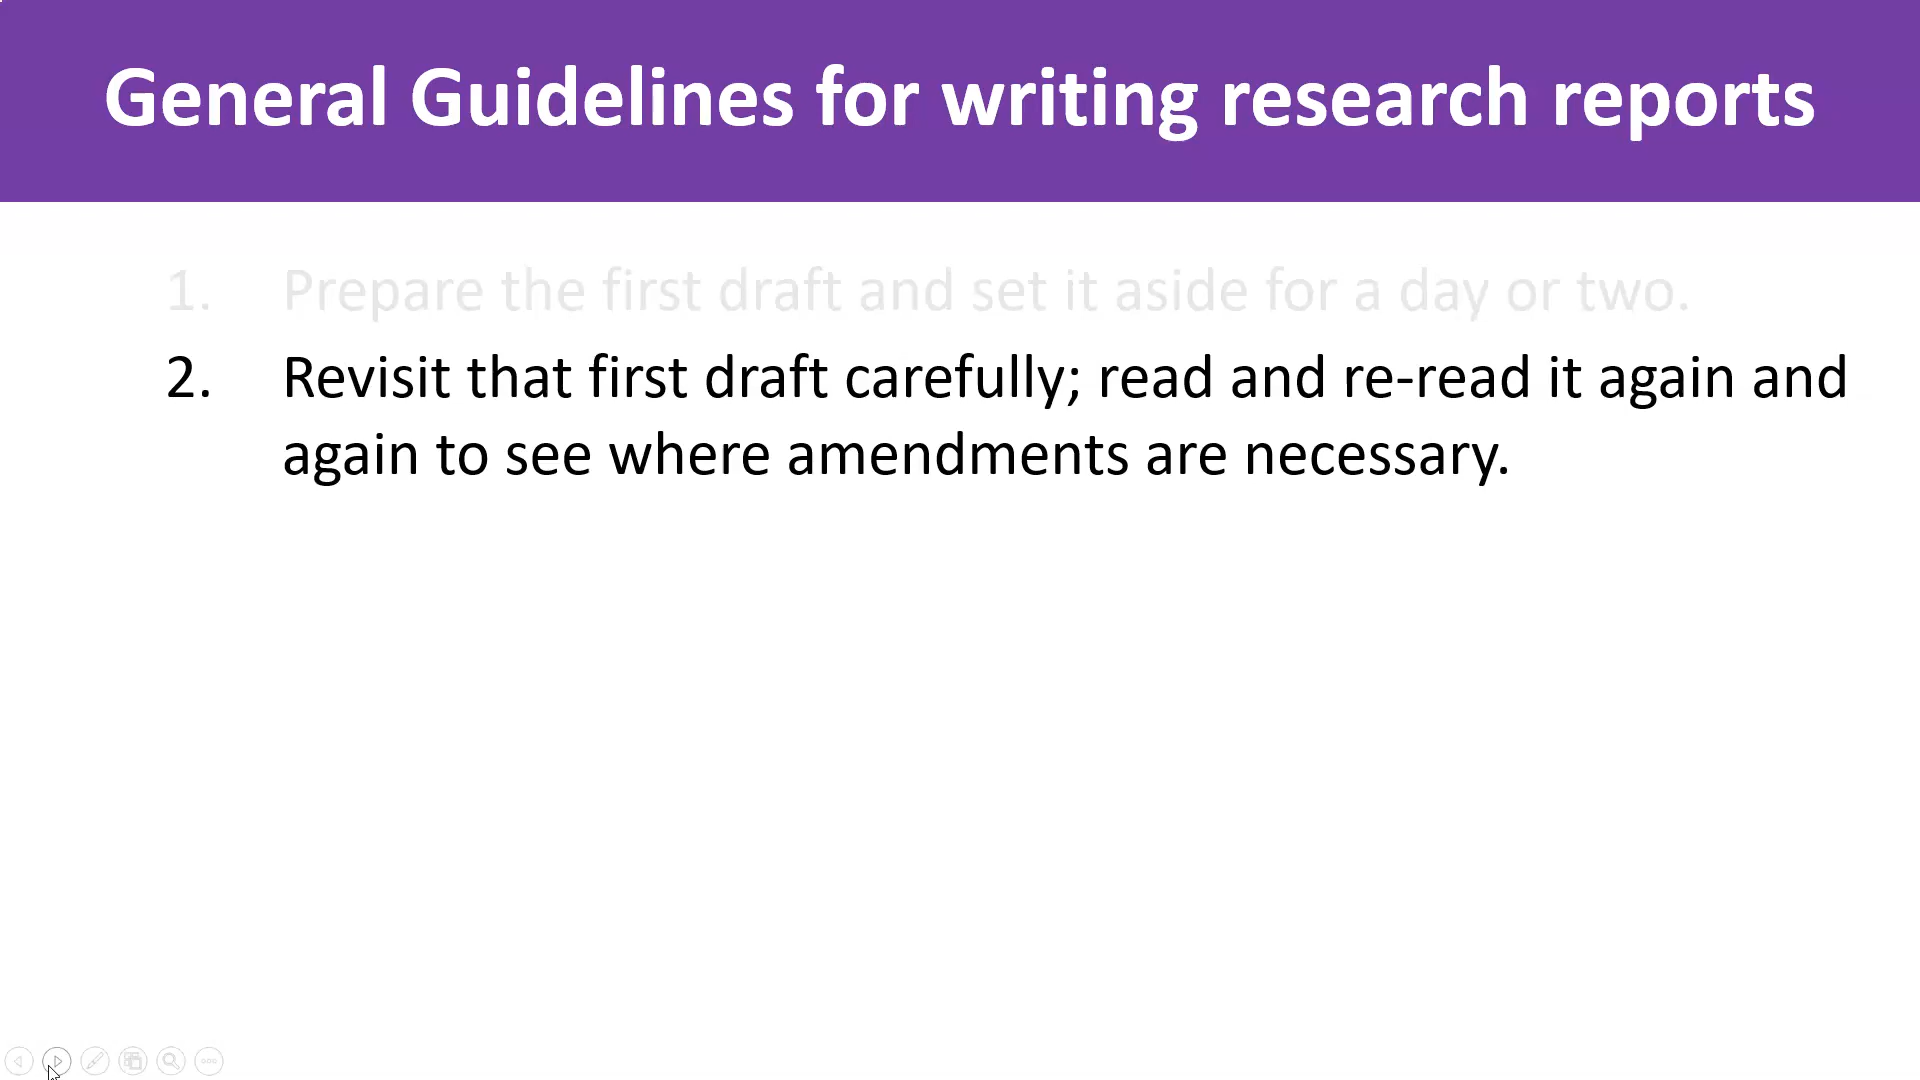 General Guidelines for writing research reports
1. Prepare the first draft and set it aside for a day or two.
2. Revisit that first draft carefully; read and re-read it again and
again to see where amendments are necessary.